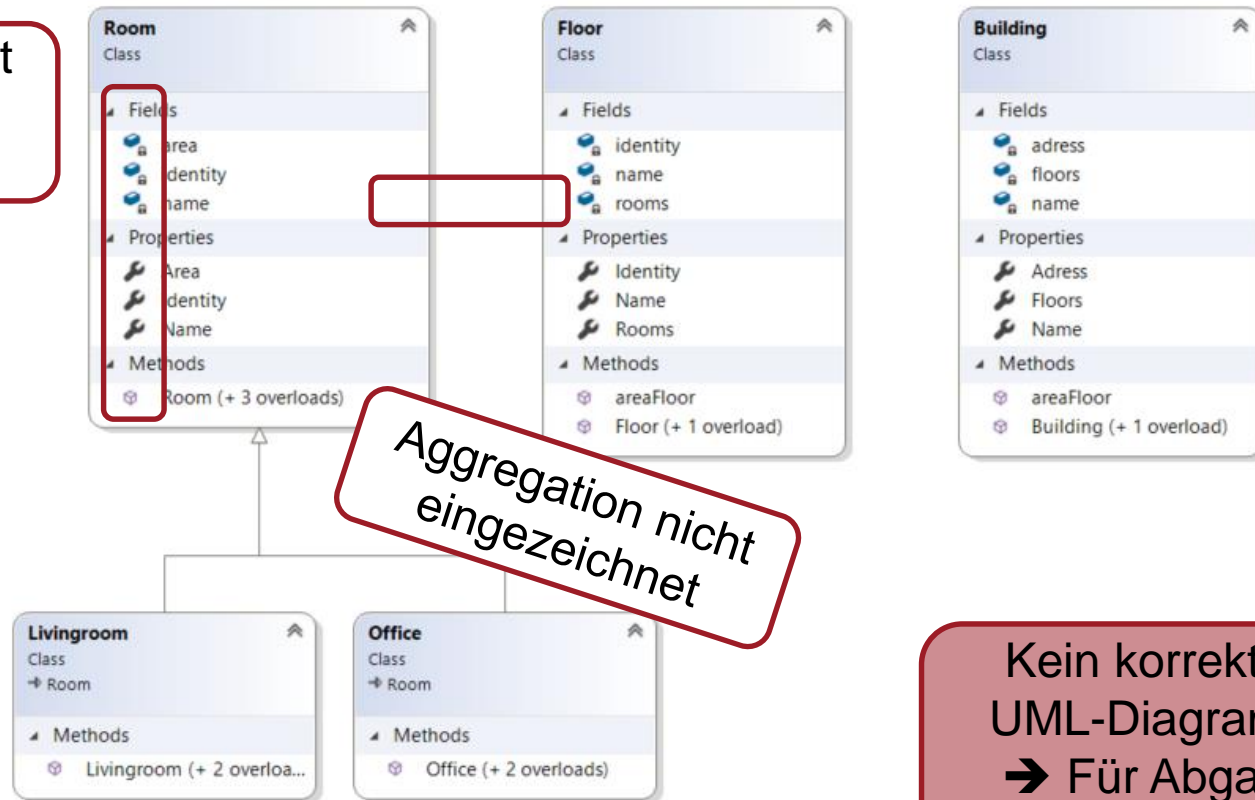 t
Room
Class
Fields
area
identity
name
Properties
Area
Identity
Name
Methods
Room (+ 3 overloads)
Floor
Class
Fields
identity
name
rooms
Properties
Identity
Name
Rooms
Methods
areaFloor
Floor (+ 1 overload)
Building
Class
Fields
adress
floors
name
Properties
Adress
Floors
Name
Methods
areaFloor
Building (+ 1 overload)
Aggregation nicht
eingezeichnet
Livingroom
Class
Room
Methods
Livingroom (+ 2 overloa...
Office
Class
Room
Methods
Office (+ 2 overloads)
Kein korrekt
UML-Diagran
➔ Für Abga